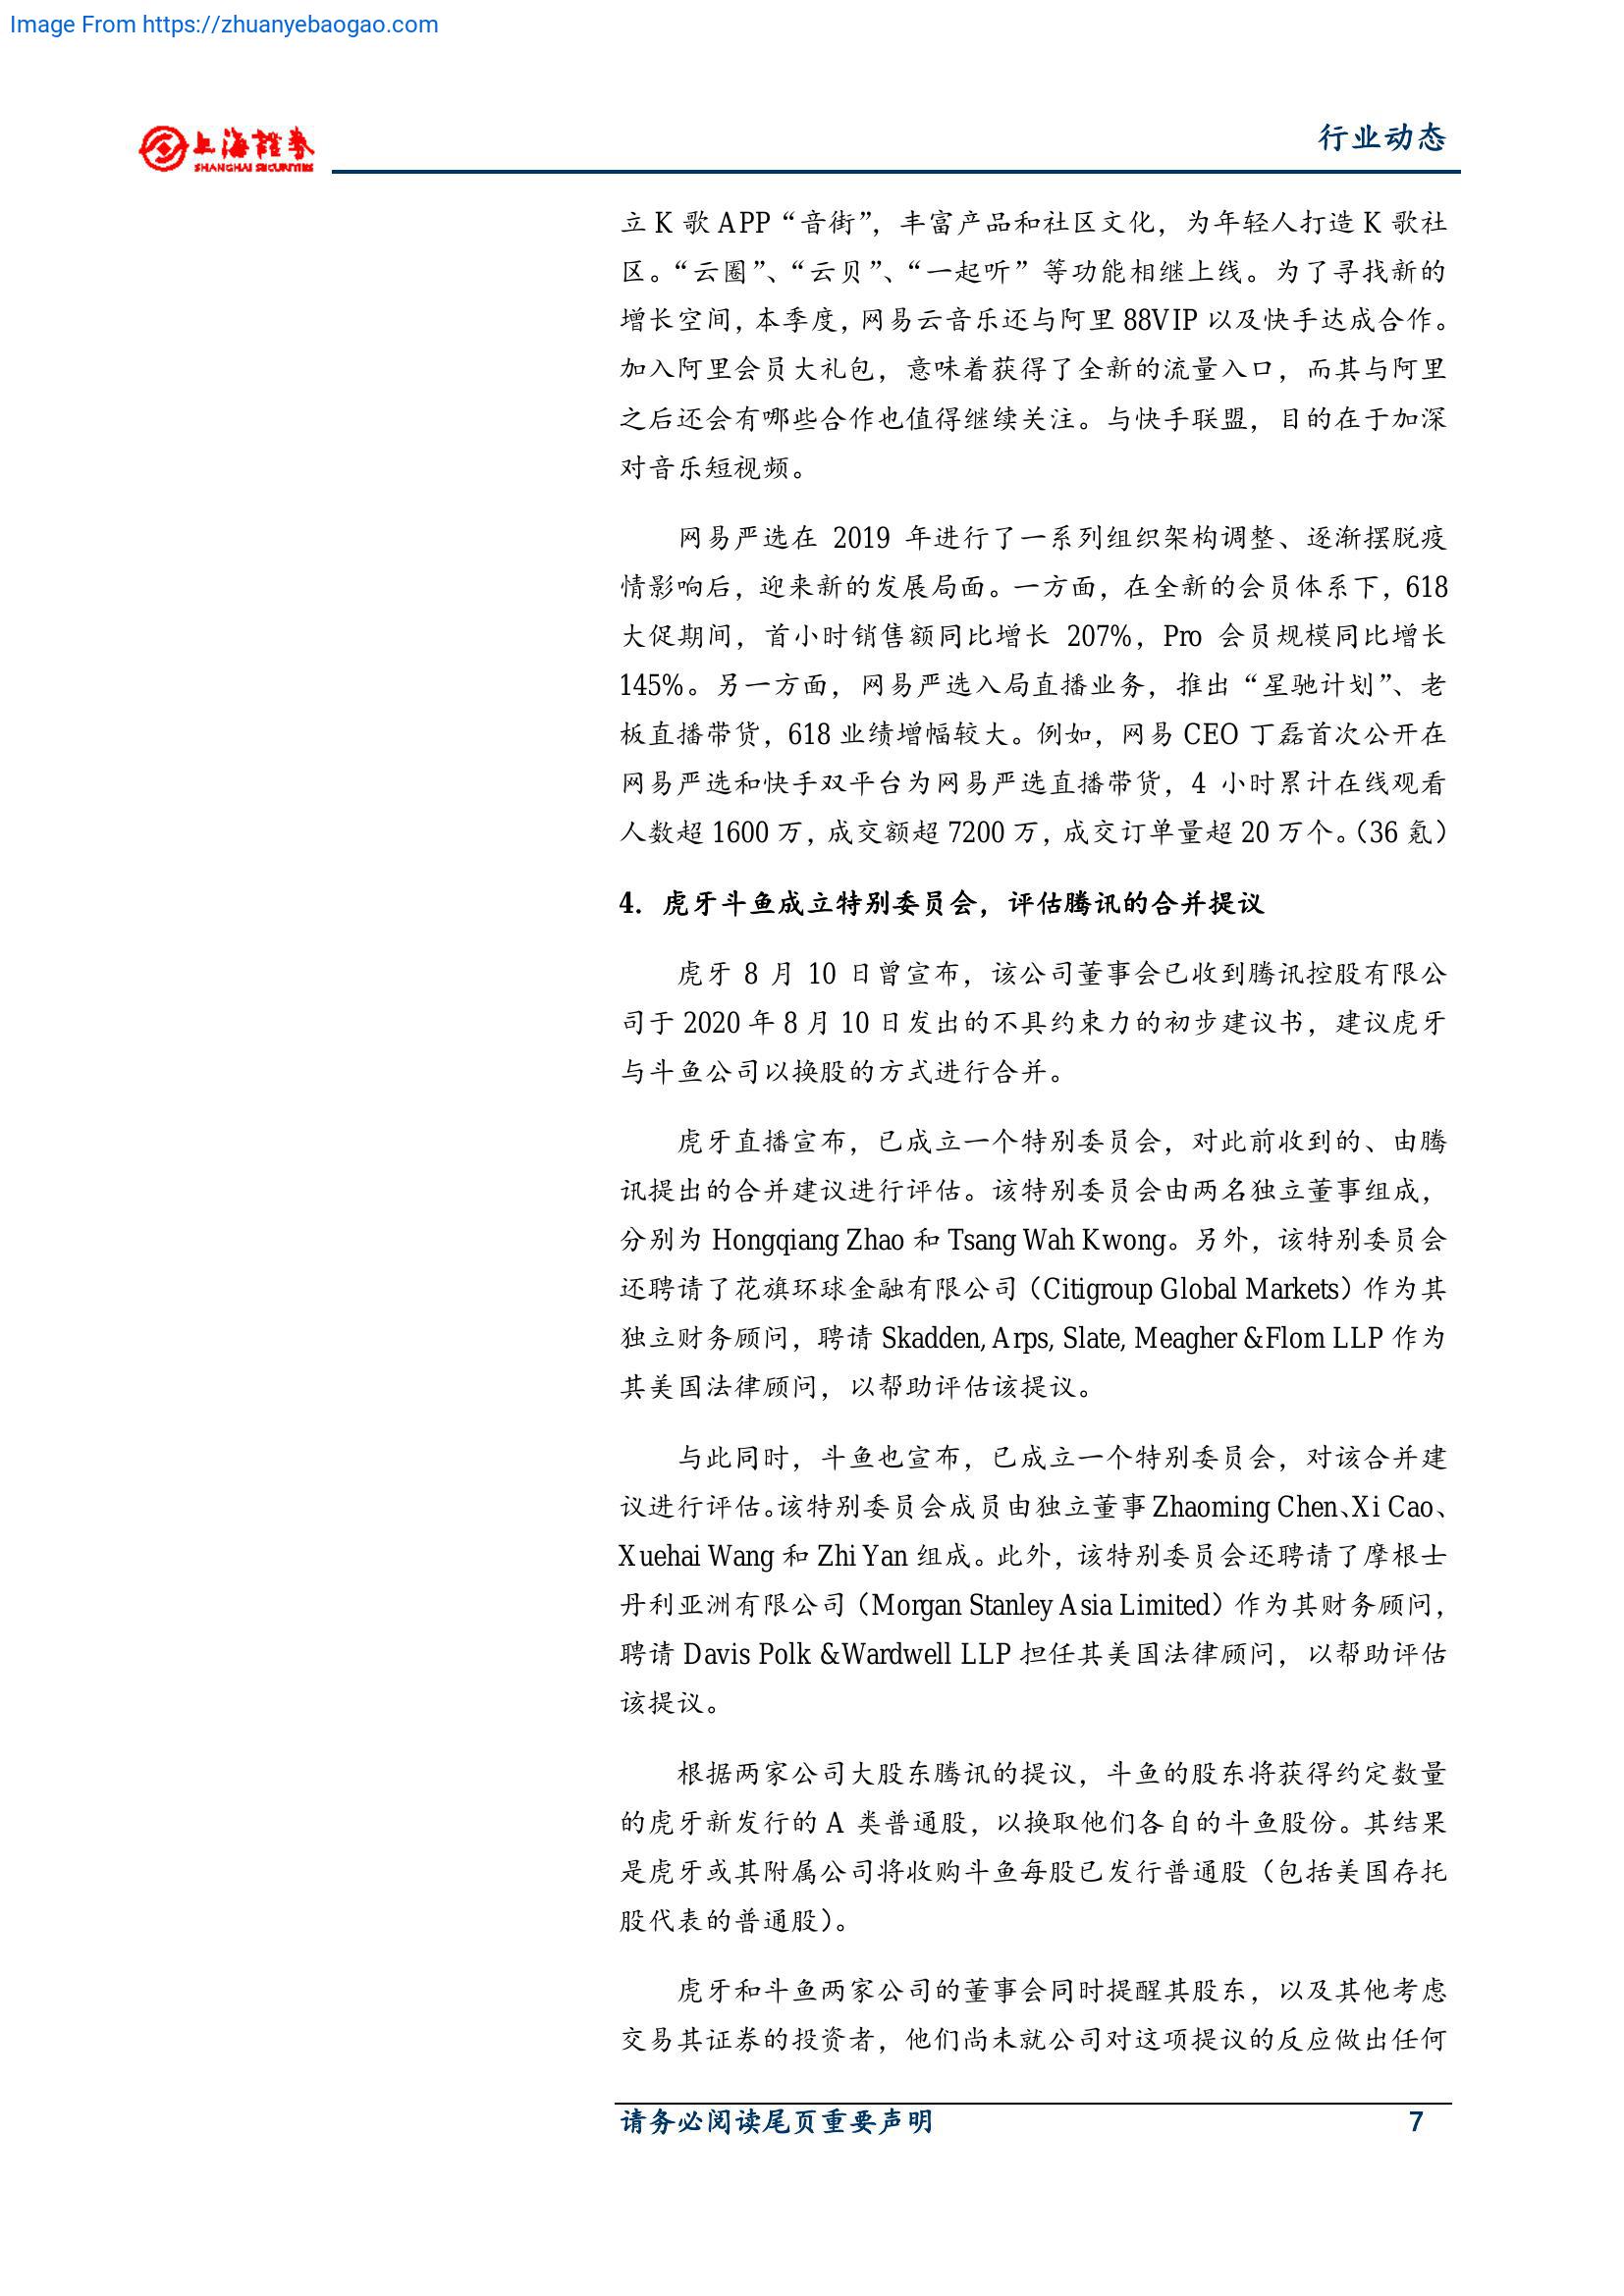 Image From https://zhuanyebaogao.com
上海證券
SHANGHAI SECURITIES
行业动态
立 K 歌 APP“音街”，丰富产品和社区文化，为年轻人打造 K 歌社
区。“云圈”、“云贝”、“一起听”等功能相继上线。为了寻找新的
增长空间，本季度，网易云音乐还与阿里 88VIP 以及快手达成合作。
加入阿里会员大礼包，意味着获得了全新的流量入口，而其与阿里
之后还会有哪些合作也值得继续关注。与快手联盟，目的在于加深
对音乐短视频。
网易严选在 2019 年进行了一系列组织架构调整、逐渐摆脱疫
情影响后，迎来新的发展局面。一方面，在全新的会员体系下，618
大促期间，首小时销售额同比增长 207%，Pro 会员规模同比增长
145%。另一方面，网易严选入局直播业务，推出“星驰计划”、老
板直播带货，618 业绩增幅较大。例如，网易 CEO 丁磊首次公开在
网易严选和快手双平台为网易严选直播带货，4 小时累计在线观看
人数超 1600 万，成交额超 7200 万，成交订单量超 20 万个。（36 氪）
4. 虎牙斗鱼成立特别委员会，评估腾讯的合并提议
虎牙 8 月 10 日曾宣布，该公司董事会已收到腾讯控股有限公
司于 2020 年 8 月 10 日发出的不具约束力的初步建议书，建议虎牙
与斗鱼公司以换股的方式进行合并。
虎牙直播宣布，已成立一个特别委员会，对此前收到的、由腾
讯提出的合并建议进行评估。该特别委员会由两名独立董事组成，
分别为 Hongqiang Zhao 和 Tsang Wah Kwong。另外，该特别委员会
还聘请了花旗环球金融有限公司（Citigroup Global Markets）作为其
独立财务顾问，聘请 Skadden, Arps, Slate, Meagher &Flom LLP 作为
其美国法律顾问，以帮助评估该提议。
与此同时，斗鱼也宣布，已成立一个特别委员会，对该合并建
议进行评估。该特别委员会成员由独立董事 Zhaoming Chen、Xi Cao、
Xuehai Wang 和 Zhi Yan 组成。此外，该特别委员会还聘请了摩根士
丹利亚洲有限公司（Morgan Stanley Asia Limited）作为其财务顾问，
聘请 Davis Polk &Wardwell LLP 担任其美国法律顾问，以帮助评估
该提议。
根据两家公司大股东腾讯的提议，斗鱼的股东将获得约定数量
的虎牙新发行的 A 类普通股，以换取他们各自的斗鱼股份。其结果
是虎牙或其附属公司将收购斗鱼每股已发行普通股（包括美国存托
股代表的普通股）。
虎牙和斗鱼两家公司的董事会同时提醒其股东，以及其他考虑
交易其证券的投资者，他们尚未就公司对这项提议的反应做出任何
请务必阅读尾页重要声明
7